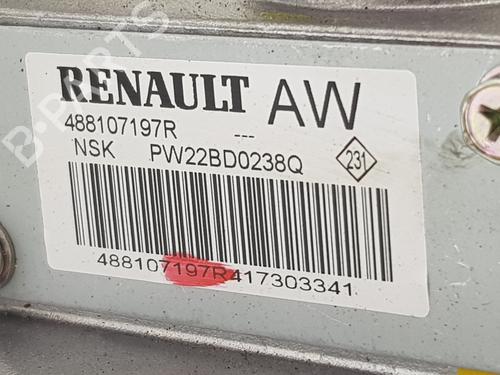 RENAULT AW
488107197R ---
NSK PW22BD0238Q 231
488107197R417303341
B-PARTS